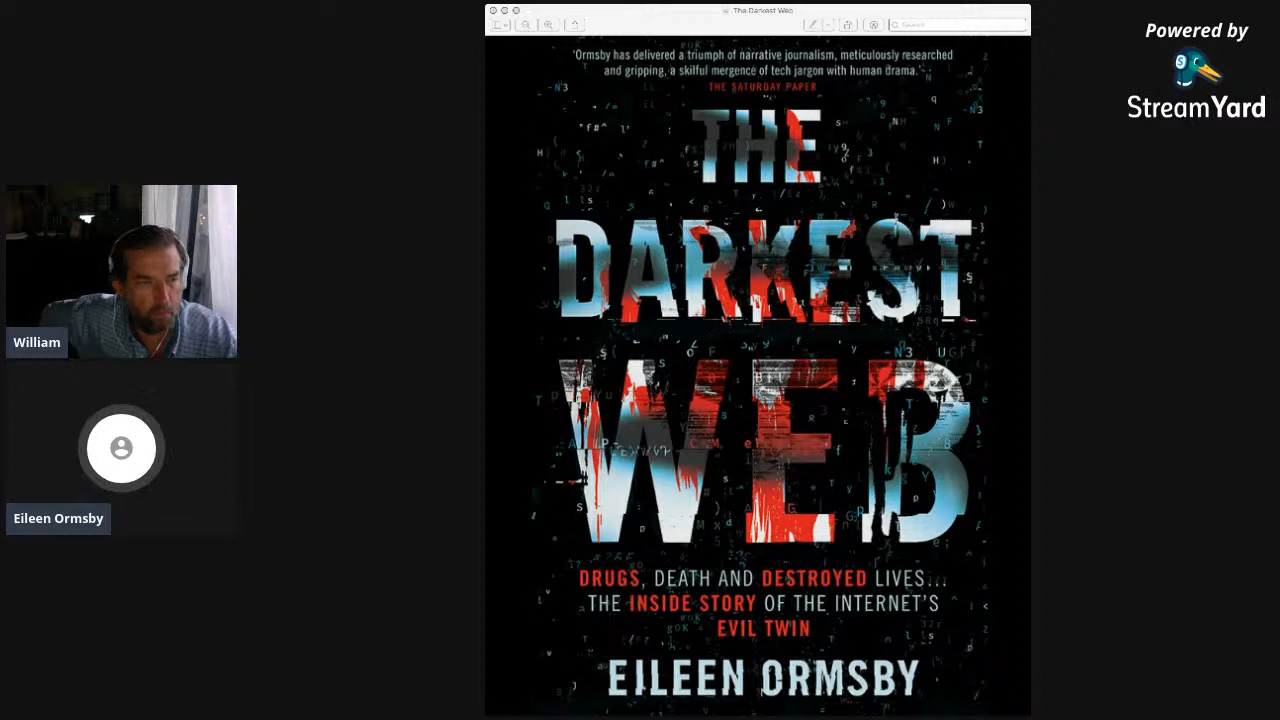 The Darkest Web
Search
'Ormsby has delivered a triumph of narrative journalism, meticulously researched
and gripping, a skilful mergence of tech jargon with human drama.'
THE SATURDAY PAPER
THE
DARKEST
WEB
DRUGS, DEATH AND DESTROYED LIVES...
THE INSIDE STORY OF THE INTERNET'S
EVIL TWIN
EILEEN ORMSBY
William
Eileen Ormsby
Powered by
StreamYard